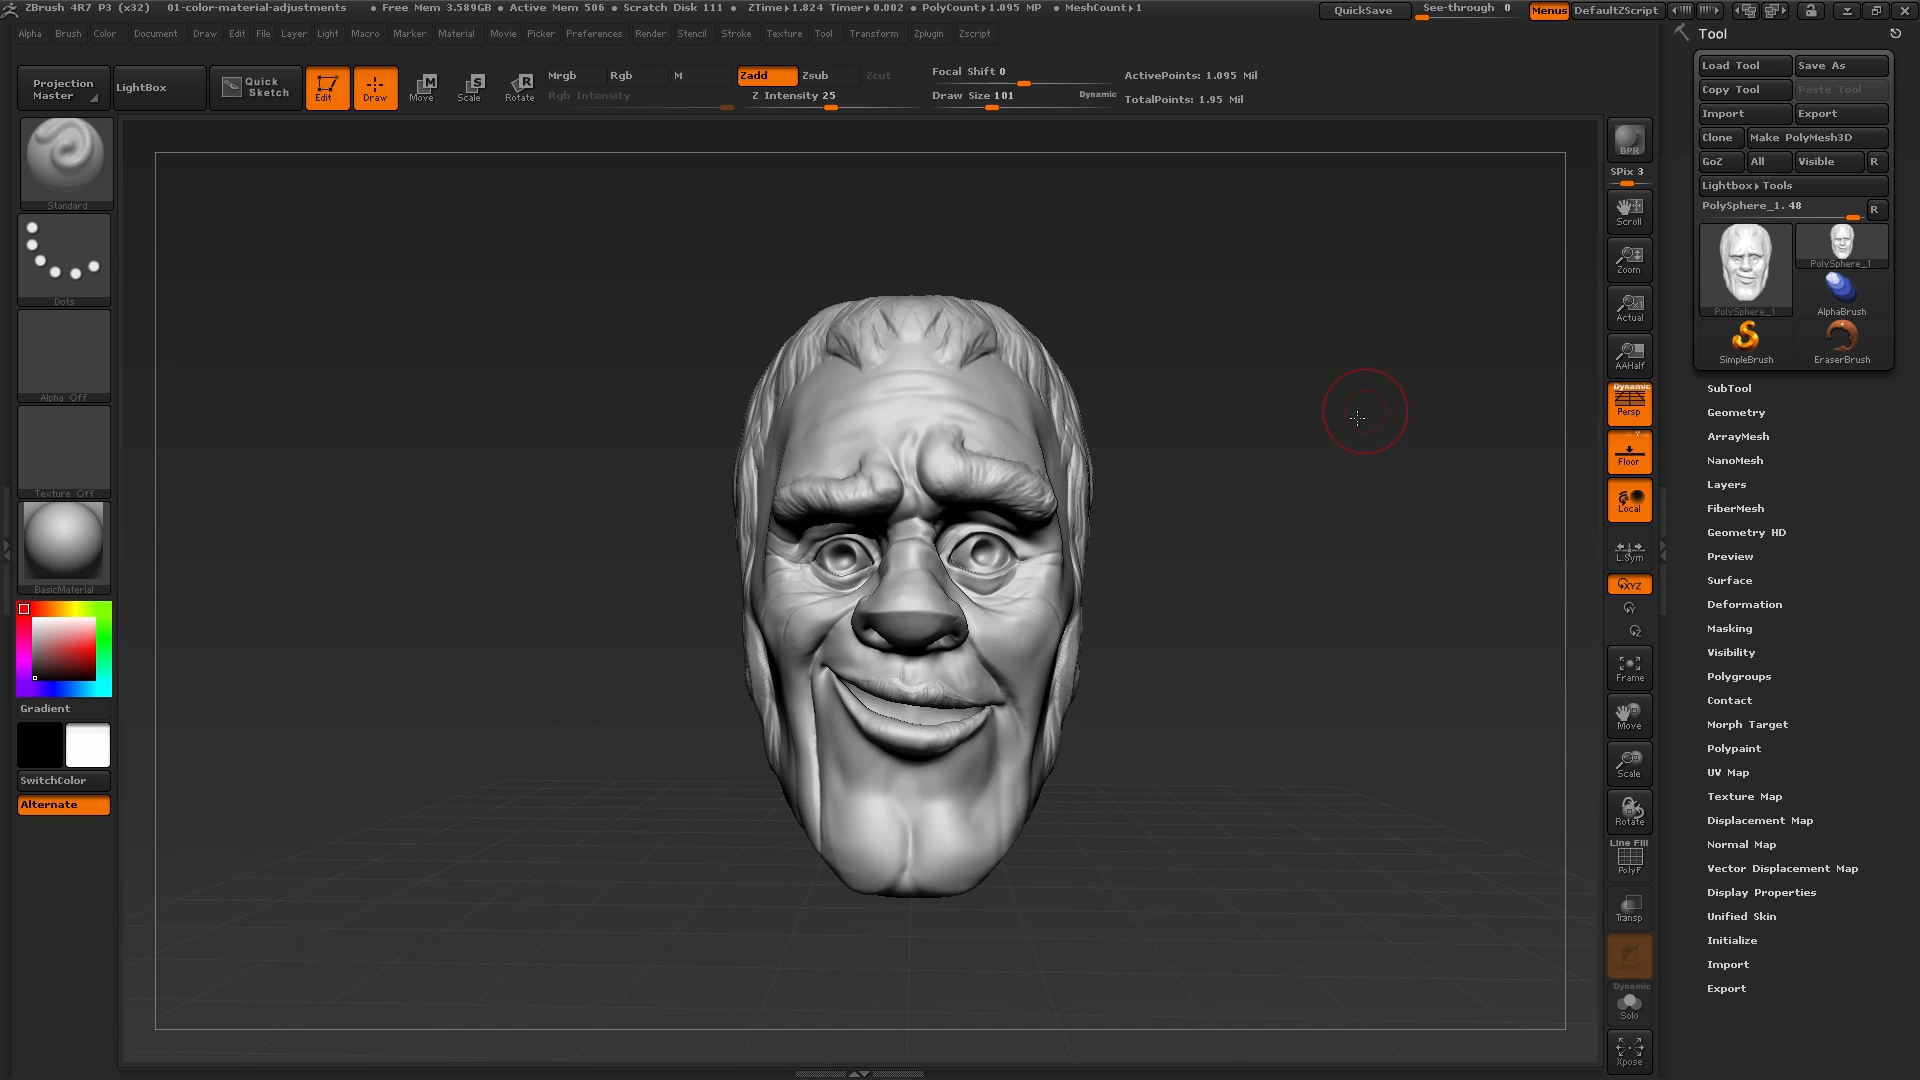 ZBrush 4R7 P3 (x32) 01-color-material-adjustments • Free Mem 3.589GB • Active Mem 506 • Scratch Disk 111 • ZTime▸1.824 Timer▸0.002 • PolyCount▸1.095 MP • MeshCount▸1 QuickSave See-through 0 Menus DefaultZScript
Alpha Brush Color Document Draw Edit File Layer Light Macro Marker Material Movie Picker Preferences Render Stencil Stroke Texture Tool Transform Zplugin Zscript
Projection Master
LightBox
Quick Sketch
Edit
Draw
M
Move
S
Scale
R
Rotate
Mrgb Rgb M Zadd Zsub Zcut
Rgb Intensity Z Intensity 25
Focal Shift 0
Draw Size 101 Dynamic
ActivePoints: 1.095 Mil
TotalPoints: 1.95 Mil
Standard
Dots
Alpha Off
Texture Off
BasicMaterial
Gradient
SwitchColor
Alternate
BPR
SPix 3
Scroll
Zoom
Actual
AAHalf
Dynamic
Persp
Floor
Local
L.Sym
XYZ
Y
Z
Frame
Move
Scale
Rotate
Line Fill
PolyF
Transp
Ghost
Dynamic
Solo
Xpose
Tool
Load Tool Save As
Copy Tool Paste Tool
Import Export
Clone Make PolyMesh3D
GoZ All Visible R
Lightbox▸Tools
PolySphere_1. 48 R
PolySphere_1
PolySphere_1
AlphaBrush
SimpleBrush
EraserBrush
SubTool
Geometry
ArrayMesh
NanoMesh
Layers
FiberMesh
Geometry HD
Preview
Surface
Deformation
Masking
Visibility
Polygroups
Contact
Morph Target
Polypaint
UV Map
Texture Map
Displacement Map
Normal Map
Vector Displacement Map
Display Properties
Unified Skin
Initialize
Import
Export